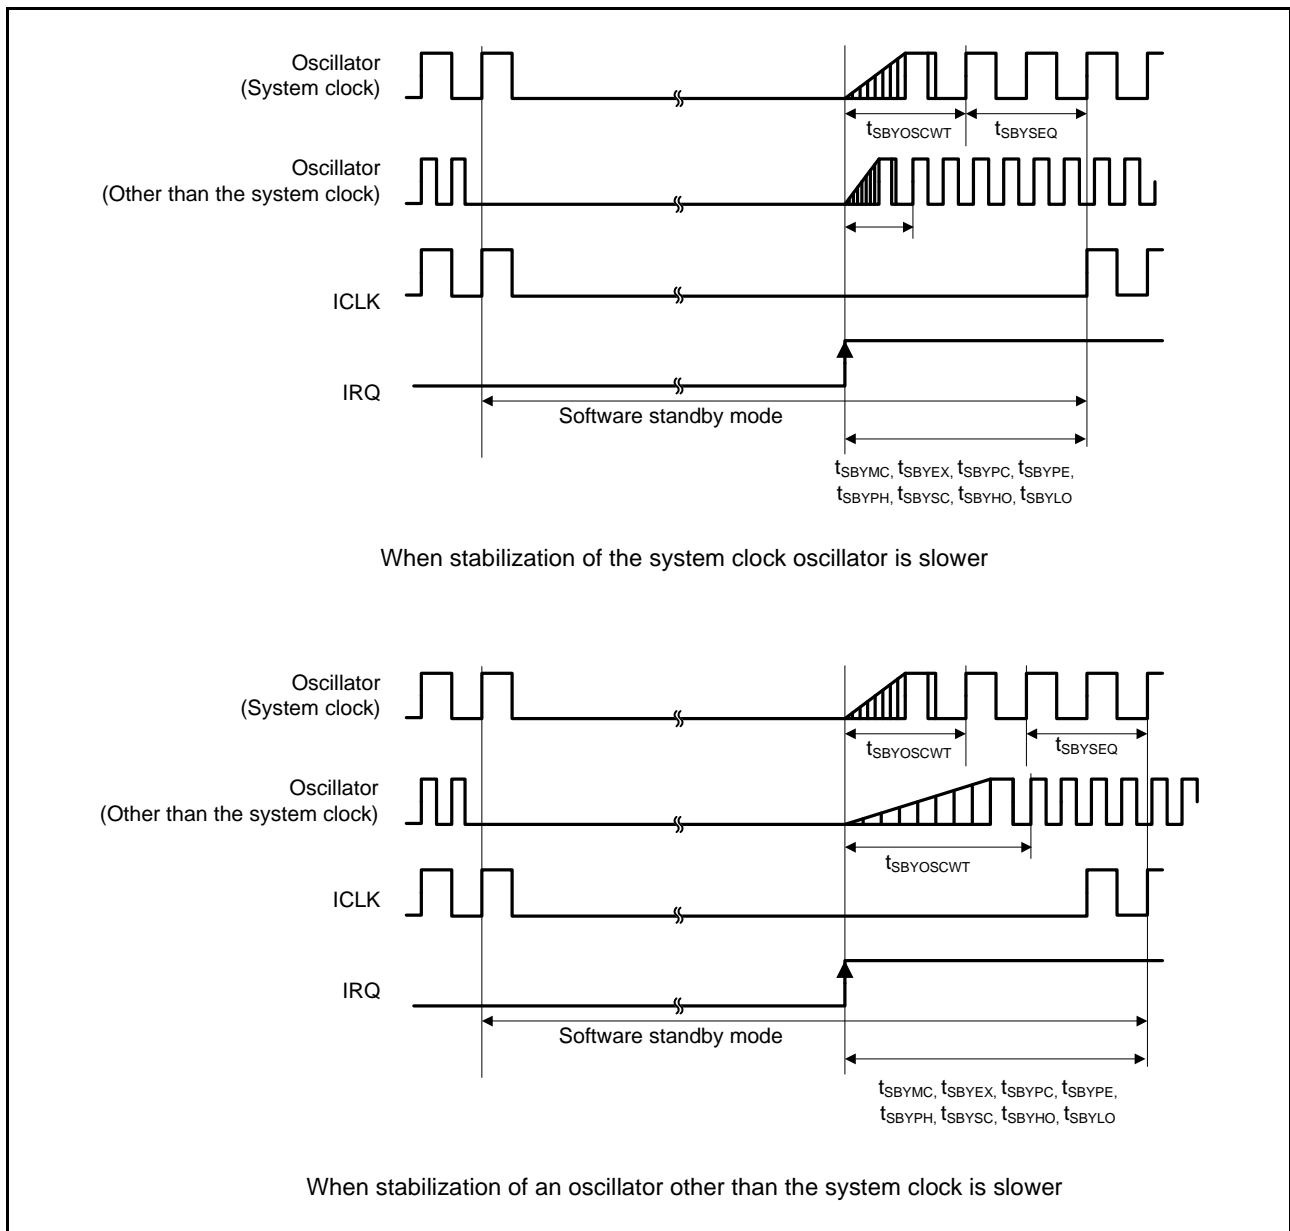 Oscillator
(System clock)
tSBYOSCWT
tSBYSEQ
Oscillator
(Other than the system clock)
ICLK
IRQ
Software standby mode
tSBYMC, tSBYEX, tSBYPC, tSBYPE,
tSBYPH, tSBYSC, tSBYHO, tSBYLO
When stabilization of the system clock oscillator is slower
Oscillator
(System clock)
tSBYOSCWT
tSBYSEQ
Oscillator
(Other than the system clock)
tSBYOSCWT
ICLK
IRQ
Software standby mode
tSBYMC, tSBYEX, tSBYPC, tSBYPE,
tSBYPH, tSBYSC, tSBYHO, tSBYLO
When stabilization of an oscillator other than the system clock is slower